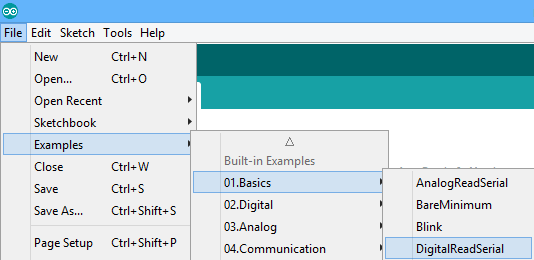 File Edit Sketch Tools Help
New Ctrl+N
Open... Ctrl+O
Open Recent
Sketchbook
Examples
Close Ctrl+W
Save Ctrl+S
Save As... Ctrl+Shift+S
Page Setup Ctrl+Shift+P
Built-in Examples
01.Basics
02.Digital
03.Analog
04.Communication
AnalogReadSerial
BareMinimum
Blink
DigitalReadSerial